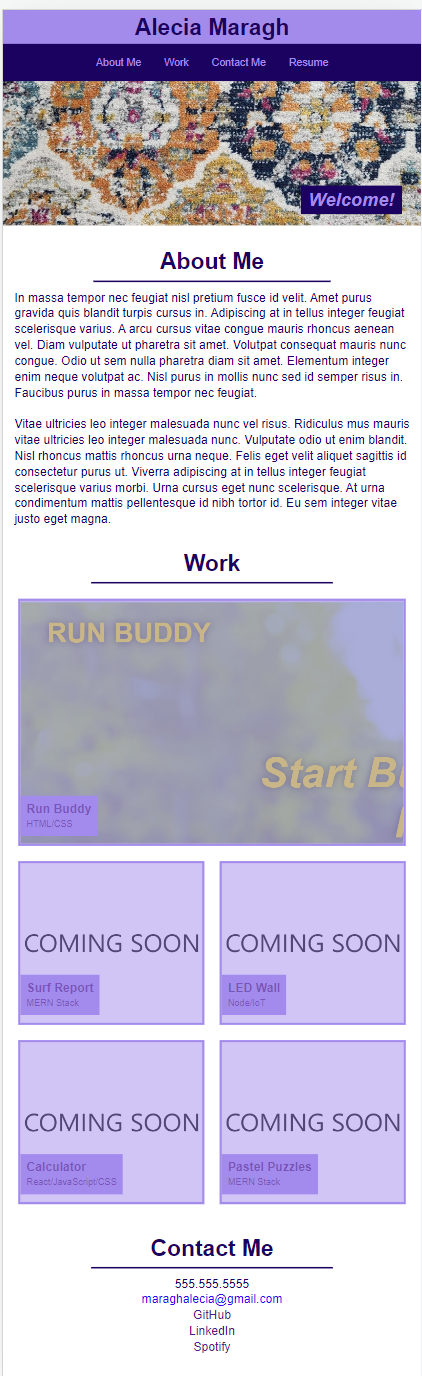 Alecia Maragh
About Me Work Contact Me Resume
Welcome!
About Me
In massa tempor nec feugiat nisl pretium fusce id velit. Amet purus
gravida quis blandit turpis cursus in. Adipiscing at in tellus integer feugiat
scelerisque varius. A arcu cursus vitae congue mauris rhoncus aenean
vel. Diam vulputate ut pharetra sit amet. Volutpat consequat mauris nunc
congue. Odio ut sem nulla pharetra diam sit amet. Elementum integer
enim neque volutpat ac. Nisl purus in mollis nunc sed id semper risus in.
Faucibus purus in massa tempor nec feugiat.
Vitae ultricies leo integer malesuada nunc vel risus. Ridiculus mus mauris
vitae ultricies leo integer malesuada nunc. Vulputate odio ut enim blandit.
Nisl rhoncus mattis rhoncus urna neque. Felis eget velit aliquet sagittis id
consectetur purus ut. Viverra adipiscing at in tellus integer feugiat
scelerisque varius morbi. Urna cursus eget nunc scelerisque. At urna
condimentum mattis pellentesque id nibh tortor id. Eu sem integer vitae
justo eget magna.
Work
RUN BUDDY
Start Bu
Run Buddy
HTML/CSS
COMING SOON
Surf Report
MERN Stack
COMING SOON
LED Wall
Node/IoT
COMING SOON
Calculator
React/JavaScript/CSS
COMING SOON
Pastel Puzzles
MERN Stack
Contact Me
555.555.5555
maraghalecia@gmail.com
GitHub
LinkedIn
Spotify